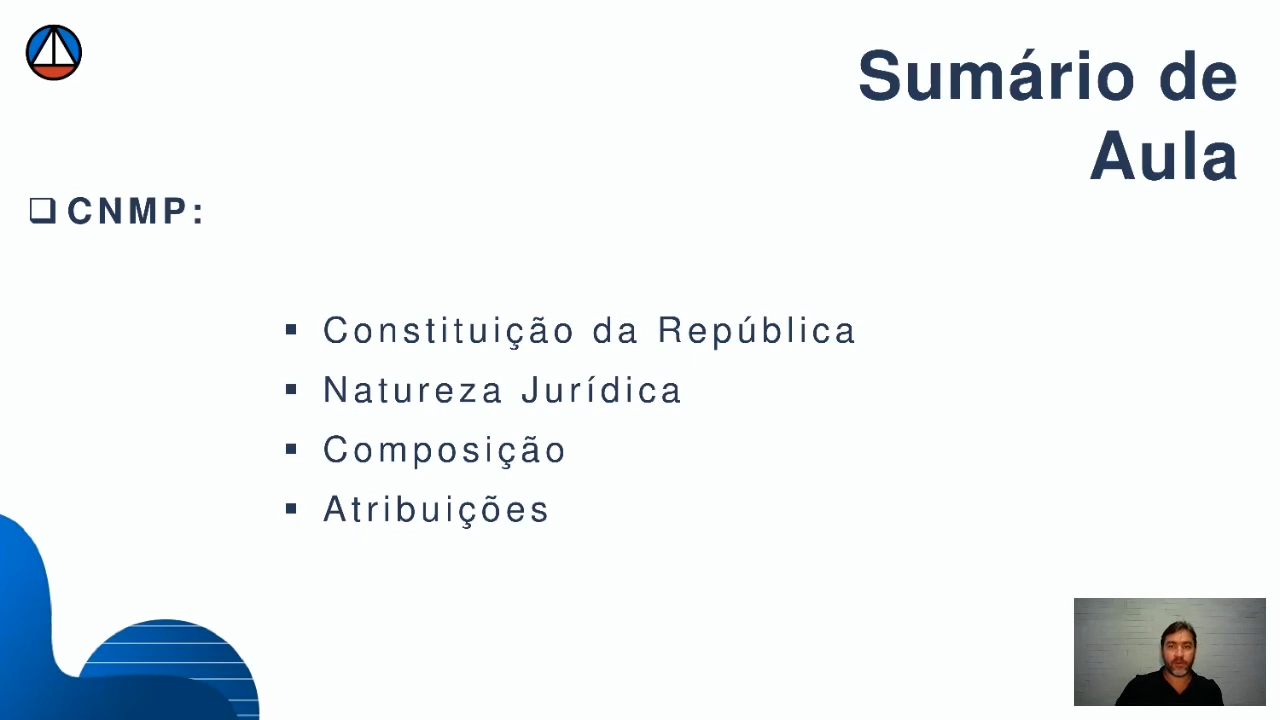 Sumário de
Aula
CNMP:
Constituição da República
Natureza Jurídica
Composição
Atribuições